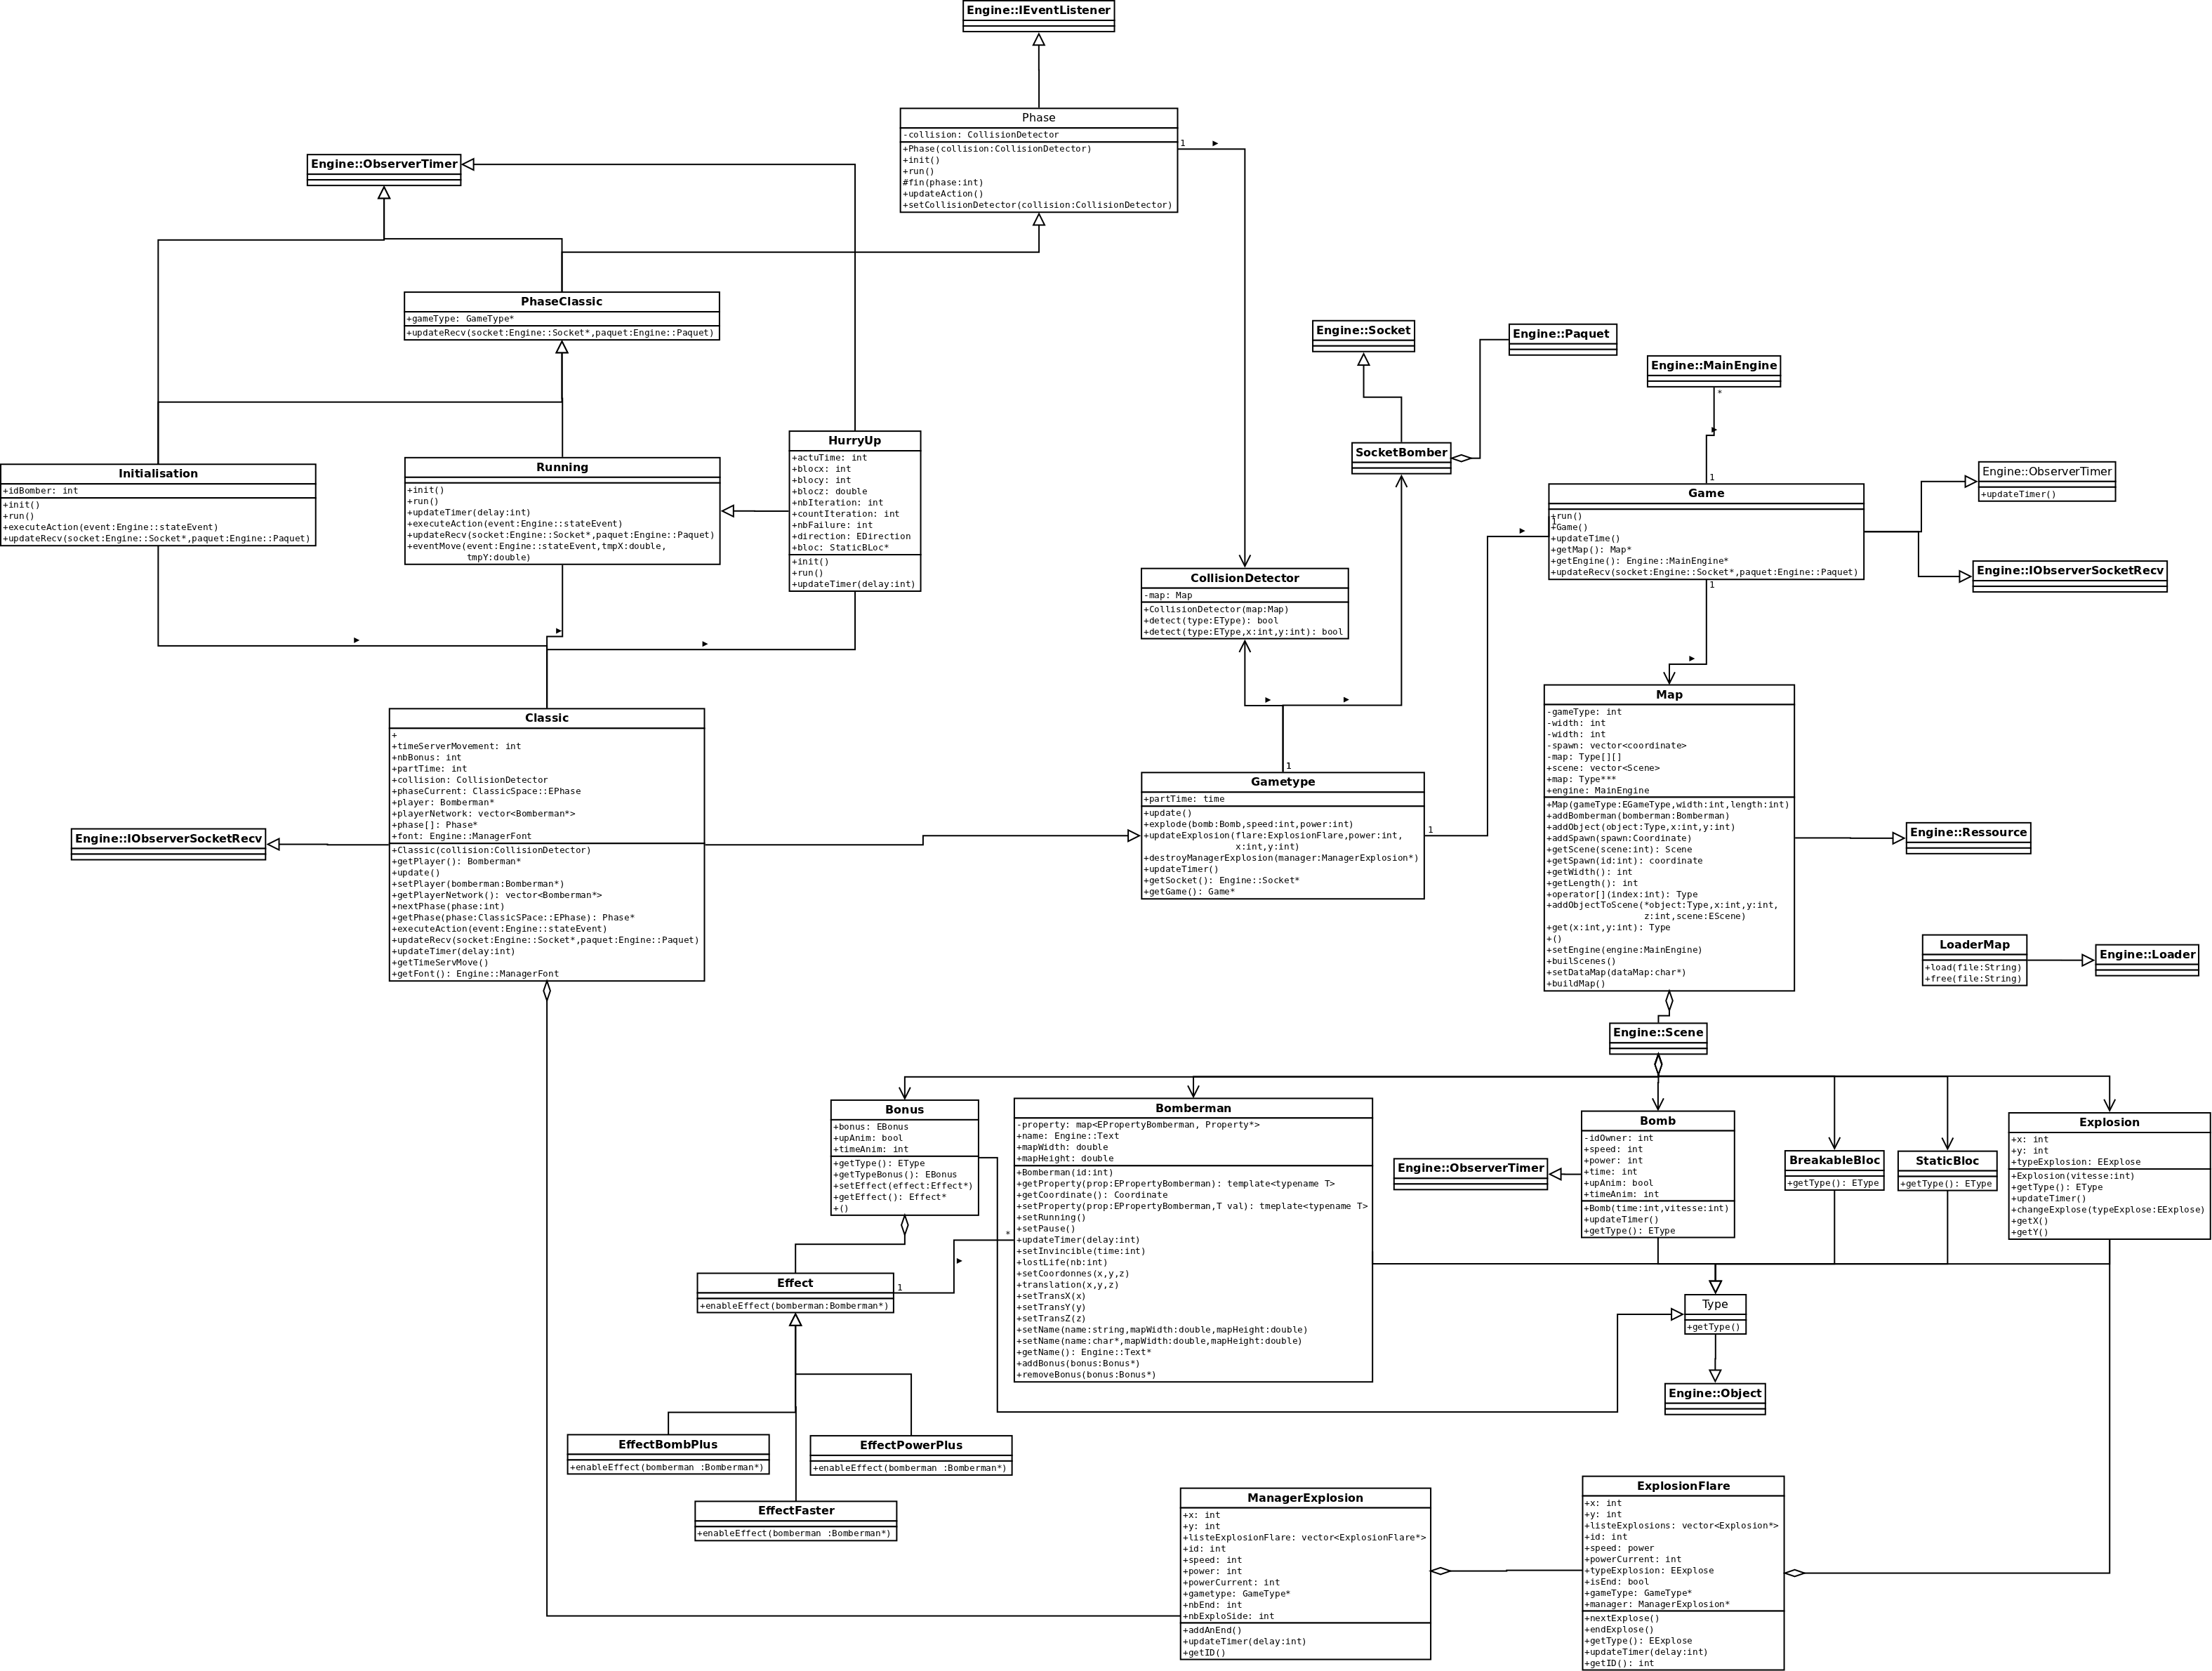 Engine::IEventListener
Phase
-collision: CollisionDetector
+Phase(collision:CollisionDetector)
+init()
+run()
#fin(phase:int)
+updateAction()
+setCollisionDetector(collision:CollisionDetector)
1
Engine::ObserverTimer
PhaseClassic
+gameType: GameType*
+updateRecv(socket:Engine::Socket*,paquet:Engine::Paquet)
Engine::Socket
Engine::Paquet
Engine::MainEngine
*
Initialisation
+idBomber: int
+init()
+run()
+executeAction(event:Engine::stateEvent)
+updateRecv(socket:Engine::Socket*,paquet:Engine::Paquet)
Running
+init()
+run()
+updateTimer(delay:int)
+executeAction(event:Engine::stateEvent)
+updateRecv(socket:Engine::Socket*,paquet:Engine::Paquet)
+eventMove(event:Engine::stateEvent,tmpX:double,
tmpY:double)
HurryUp
+actuTime: int
+blocx: int
+blocy: int
+blocz: double
+nbIteration: int
+countIteration: int
+nbFailure: int
+direction: EDirection
+bloc: StaticBLoc*
+init()
+run()
+updateTimer(delay:int)
SocketBomber
1
Game
+run()
1
+Game()
+updateTime()
+getMap(): Map*
+getEngine(): Engine::MainEngine*
+updateRecv(socket:Engine::Socket*,paquet:Engine::Paquet)
1
Engine::ObserverTimer
+updateTimer()
Engine::IObserverSocketRecv
CollisionDetector
-map: Map
+CollisionDetector(map:Map)
+detect(type:EType): bool
+detect(type:EType,x:int,y:int): bool
Classic
+
+timeServerMovement: int
+nbBonus: int
+partTime: int
+collision: CollisionDetector
+phaseCurrent: ClassicSpace::EPhase
+player: Bomberman*
+playerNetwork: vector<Bomberman*>
+phase[]: Phase*
+font: Engine::ManagerFont
+Classic(collision:CollisionDetector)
+getPlayer(): Bomberman*
+update()
+setPlayer(bomberman:Bomberman*)
+getPlayerNetwork(): vector<Bomberman*>
+nextPhase(phase:int)
+getPhase(phase:ClassicSPace::EPhase): Phase*
+executeAction(event:Engine::stateEvent)
+updateRecv(socket:Engine::Socket*,paquet:Engine::Paquet)
+updateTimer(delay:int)
+getTimeServMove()
+getFont(): Engine::ManagerFont
Engine::IObserverSocketRecv
1
Gametype
+partTime: time
+update()
+explode(bomb:Bomb,speed:int,power:int)
+updateExplosion(flare:ExplosionFlare,power:int,
x:int,y:int)
+destroyManagerExplosion(manager:ManagerExplosion*)
+updateTimer()
+getSocket(): Engine::Socket*
+getGame(): Game*
1
Map
-gameType: int
-width: int
-width: int
-spawn: vector<coordinate>
-map: Type[][]
+scene: vector<Scene>
+map: Type***
+engine: MainEngine
+Map(gameType:EGameType,width:int,length:int)
+addBomberman(bomberman:Bomberman)
+addObject(object:Type,x:int,y:int)
+addSpawn(spawn:Coordinate)
+getScene(scene:int): Scene
+getSpawn(id:int): coordinate
+getWidth(): int
+getLength(): int
+operator[](index:int): Type
+addObjectToScene(*object:Type,x:int,y:int,
z:int,scene:EScene)
+get(x:int,y:int): Type
+()
+setEngine(engine:MainEngine)
+builScenes()
+setDataMap(dataMap:char*)
+buildMap()
Engine::Ressource
LoaderMap
+load(file:String)
+free(file:String)
Engine::Loader
Engine::Scene
Bonus
+bonus: EBonus
+upAnim: bool
+timeAnim: int
+getType(): EType
+getTypeBonus(): EBonus
+setEffect(effect:Effect*)
+getEffect(): Effect*
+()
Bomberman
-property: map<EPropertyBomberman, Property*>
+name: Engine::Text
+mapWidth: double
+mapHeight: double
+Bomberman(id:int)
+getProperty(prop:EPropertyBomberman): template<typename T>
+getCoordinate(): Coordinate
+setProperty(prop:EPropertyBomberman,T val): tmeplate<typename T>
+setRunning()
+setPause()
+updateTimer(delay:int)
+setInvincible(time:int)
+lostLife(nb:int)
+setCoordonnes(x,y,z)
+translation(x,y,z)
+setTransX(x)
+setTransY(y)
+setTransZ(z)
+setName(name:string,mapWidth:double,mapHeight:double)
+setName(name:char*,mapWidth:double,mapHeight:double)
+getName(): Engine::Text*
+addBonus(bonus:Bonus*)
+removeBonus(bonus:Bonus*)
*
Engine::ObserverTimer
Bomb
-idOwner: int
+speed: int
+power: int
+time: int
+upAnim: bool
+timeAnim: int
+Bomb(time:int,vitesse:int)
+updateTimer()
+getType(): EType
BreakableBloc
+getType(): EType
StaticBloc
+getType(): EType
Explosion
+x: int
+y: int
+typeExplosion: EExplose
+Explosion(vitesse:int)
+getType(): EType
+updateTimer()
+changeExplose(typeExplose:EExplose)
+getX()
+getY()
Effect
+enableEffect(bomberman:Bomberman*)
1
Type
+getType()
Engine::Object
EffectBombPlus
+enableEffect(bomberman :Bomberman*)
EffectPowerPlus
+enableEffect(bomberman :Bomberman*)
EffectFaster
+enableEffect(bomberman :Bomberman*)
ManagerExplosion
+x: int
+y: int
+listeExplosionFlare: vector<ExplosionFlare*>
+id: int
+speed: int
+power: int
+powerCurrent: int
+gametype: GameType*
+nbEnd: int
+nbExploSide: int
+addAnEnd()
+updateTimer(delay:int)
+getID()
ExplosionFlare
+x: int
+y: int
+listeExplosions: vector<Explosion*>
+id: int
+speed: power
+powerCurrent: int
+typeExplosion: EExplose
+isEnd: bool
+gameType: GameType*
+manager: ManagerExplosion*
+nextExplose()
+endExplose()
+getType(): EExplose
+updateTimer(delay:int)
+getID(): int